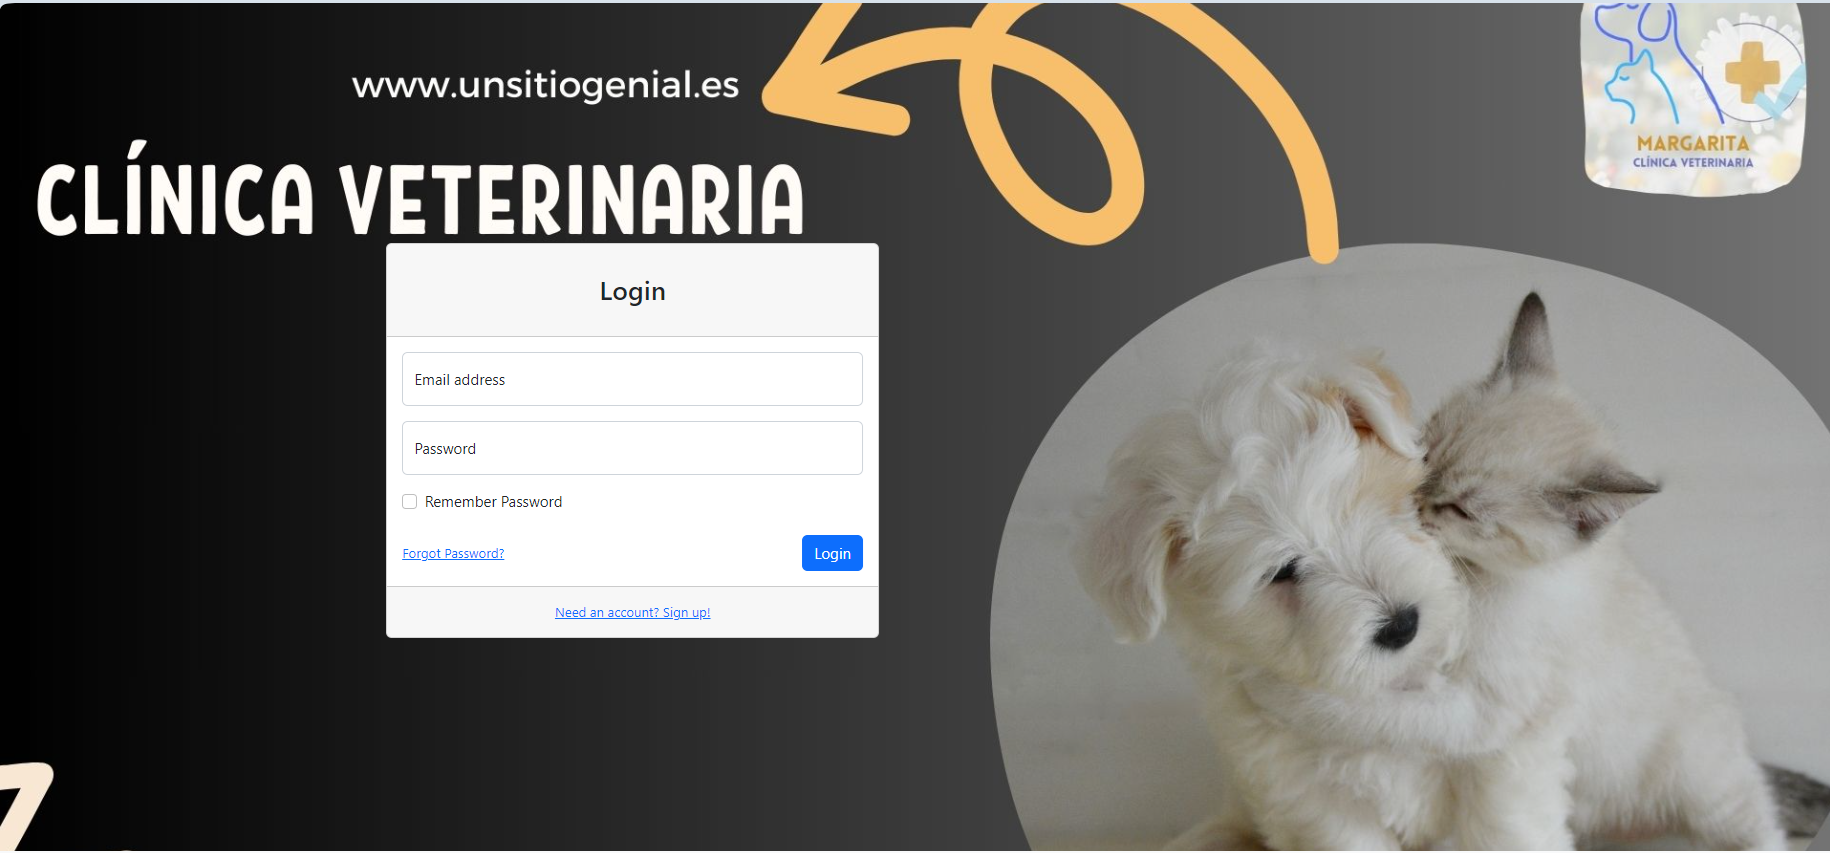 www.unsitiogenial.es
MARGARITA
CLÍNICA VETERINARIA
CLÍNICA VETERINARIA
Login
Email address
Password
Remember Password
Forgot Password?
Login
Need an account? Sign up!